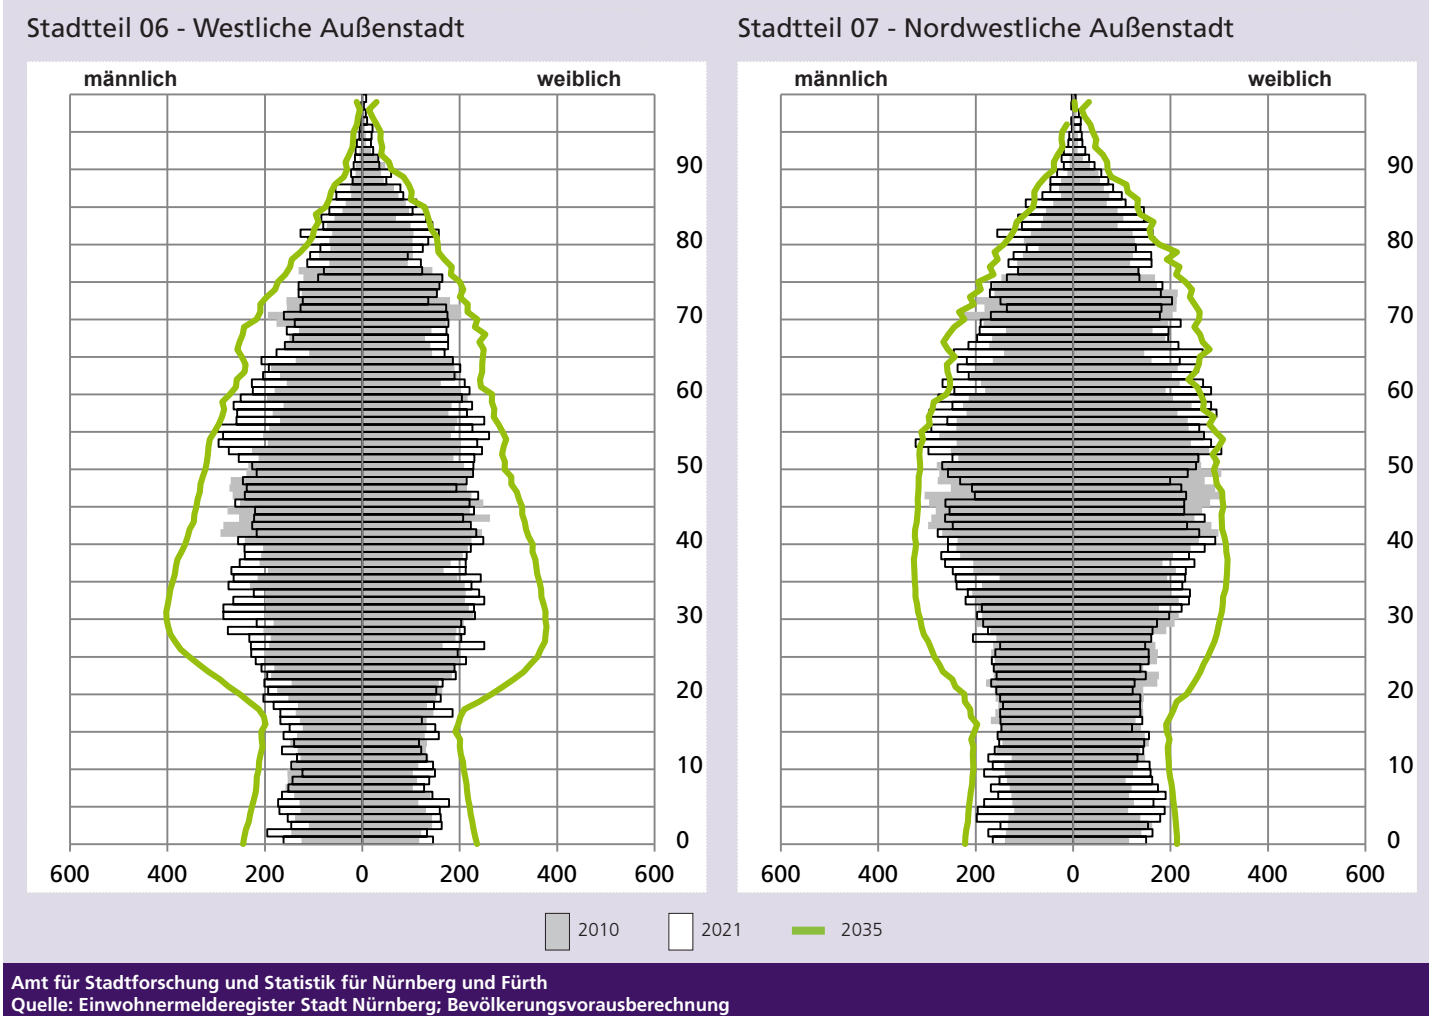 Stadtteil 06 - Westliche Außenstadt
männlich weiblich
90
80
70
60
50
40
30
20
10
0
600 400 200 0 200 400 600
Stadtteil 07 - Nordwestliche Außenstadt
männlich weiblich
90
80
70
60
50
40
30
20
10
0
600 400 200 0 200 400 600
2010 2021 2035
Amt für Stadtforschung und Statistik für Nürnberg und Fürth
Quelle: Einwohnermelderegister Stadt Nürnberg; Bevölkerungsvorausberechnung